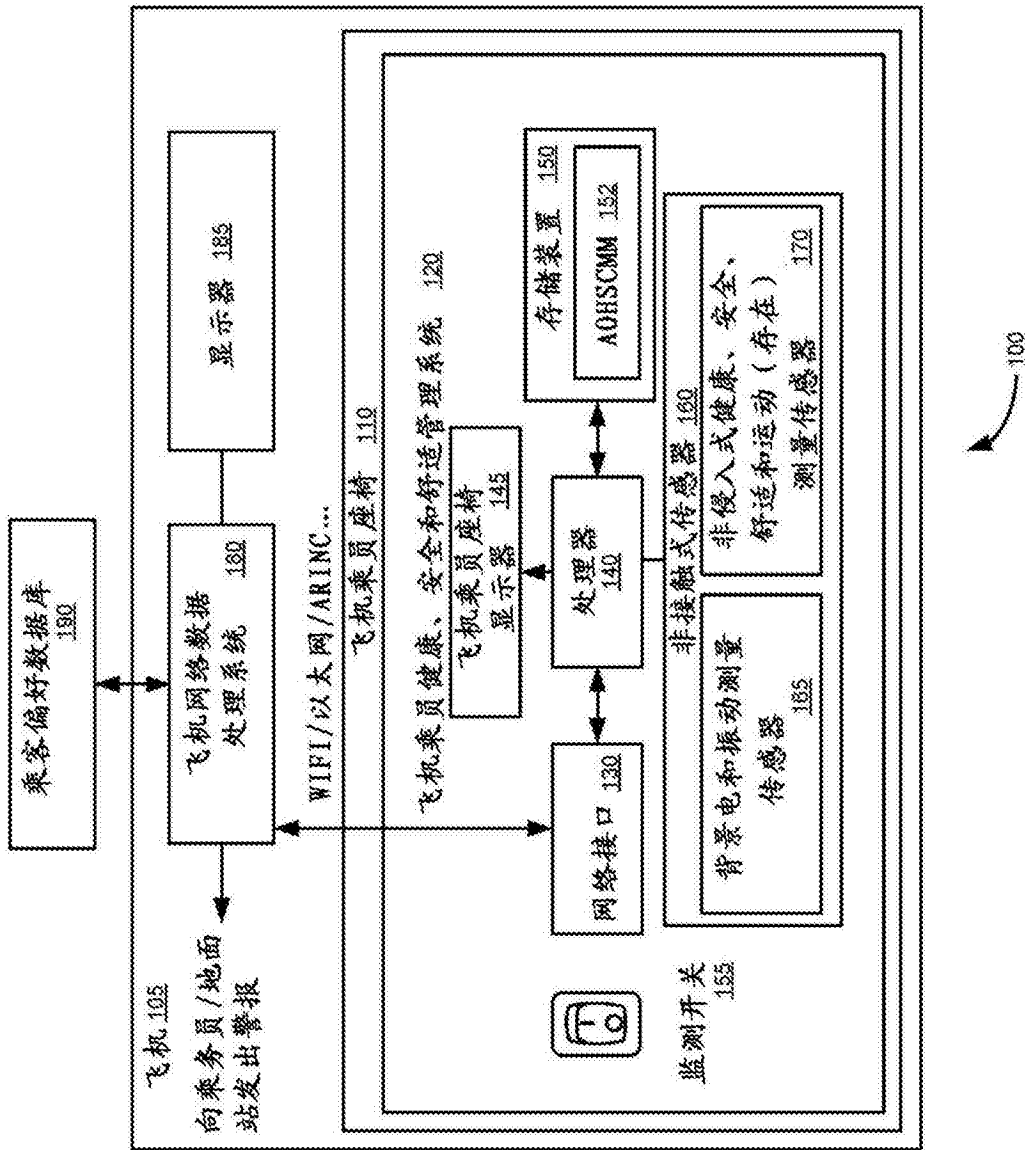 乘客偏好数据库
190
飞机 105
向乘务员/地面
站发出警报
飞机网络数据
处理系统
180
显示器 185
WIFI/以太网/ARINC...
飞机乘员座椅 110
飞机乘员健康、安全和舒适管理系统 120
飞机乘员座椅
显示器 145
监测开关
155
网络接口
130
处理器
140
存储装置 150
AOHSCMM 152
非接触式传感器 160
背景电和振动测量
传感器 165
非侵入式健康、安全、
舒适和运动(存在)
测量传感器 170
100